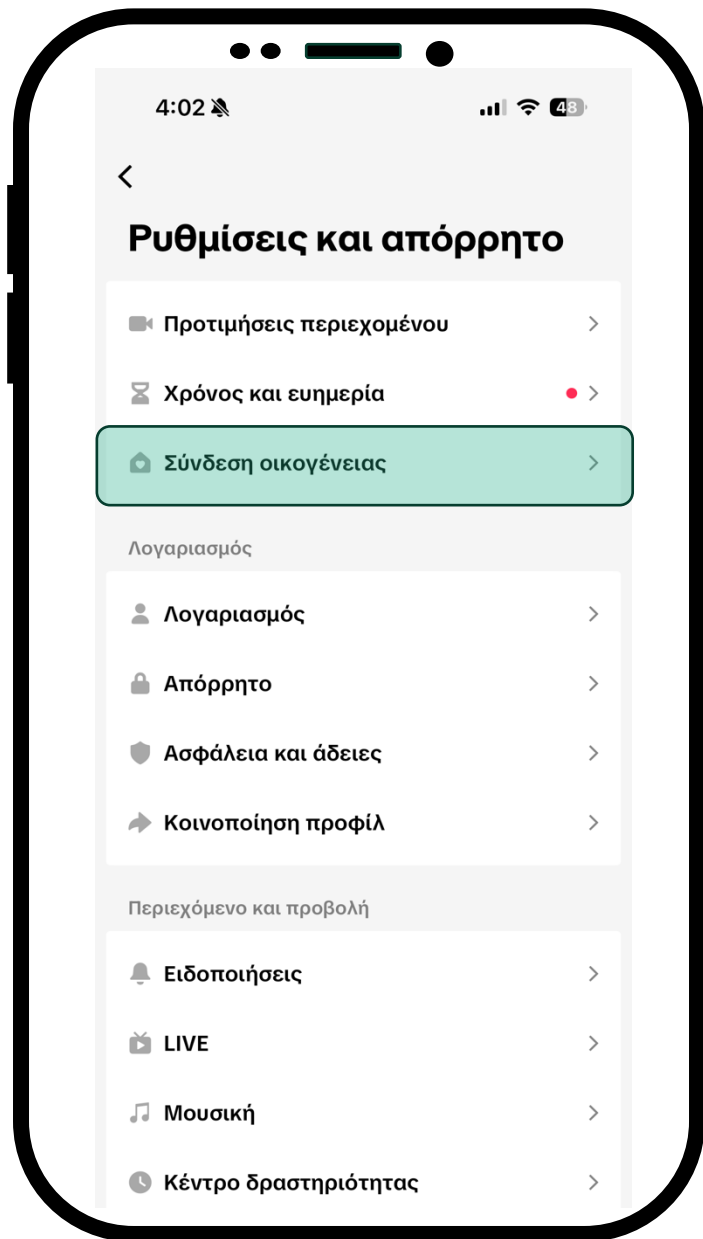 4:02
48
Ρυθμίσεις και απόρρητο
Προτιμήσεις περιεχομένου
Χρόνος και ευημερία
Σύνδεση οικογένειας
Λογαριασμός
Λογαριασμός
Απόρρητο
Ασφάλεια και άδειες
Κοινοποίηση προφίλ
Περιεχόμενο και προβολή
Ειδοποιήσεις
LIVE
Μουσική
Κέντρο δραστηριότητας